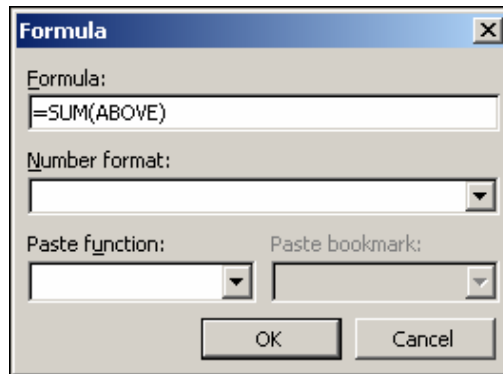 Formula
Formula:
=SUM(ABOVE)
Number format:
Paste function: Paste bookmark:
OK Cancel